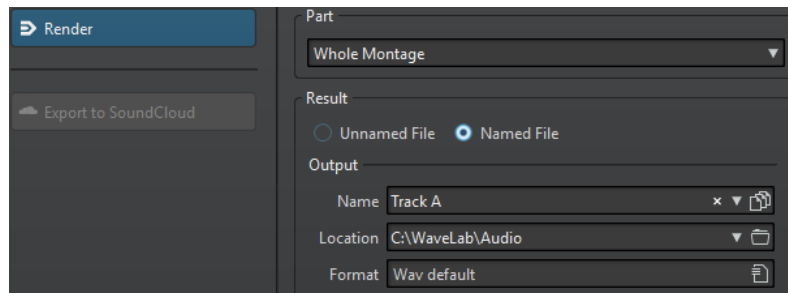 Render
Export to SoundCloud
Part
Whole Montage
Result
Unnamed File
Named File
Output
Name Track A
Location C:\WaveLab\Audio
Format Wav default